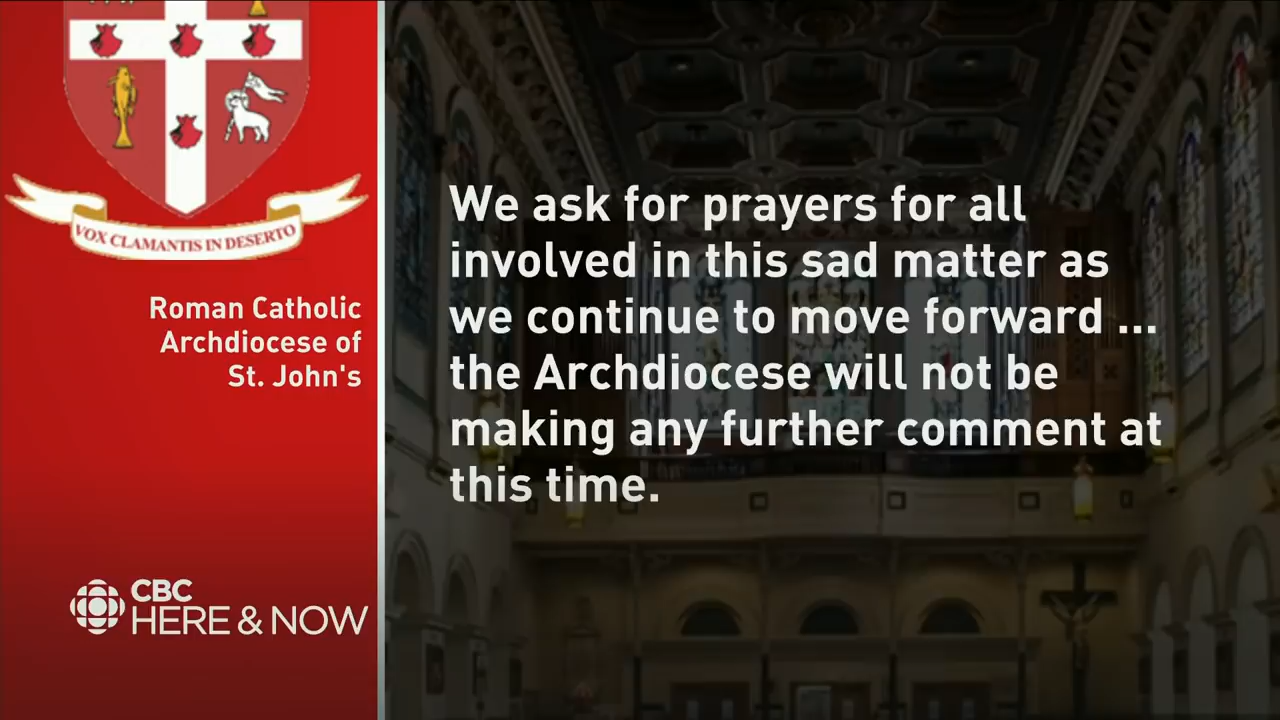 VOX CLAMANTIS IN DESERTO
Roman Catholic
Archdiocese of
St. John's
CBC
HERE & NOW
We ask for prayers for all
involved in this sad matter as
we continue to move forward ...
the Archdiocese will not be
making any further comment at
this time.